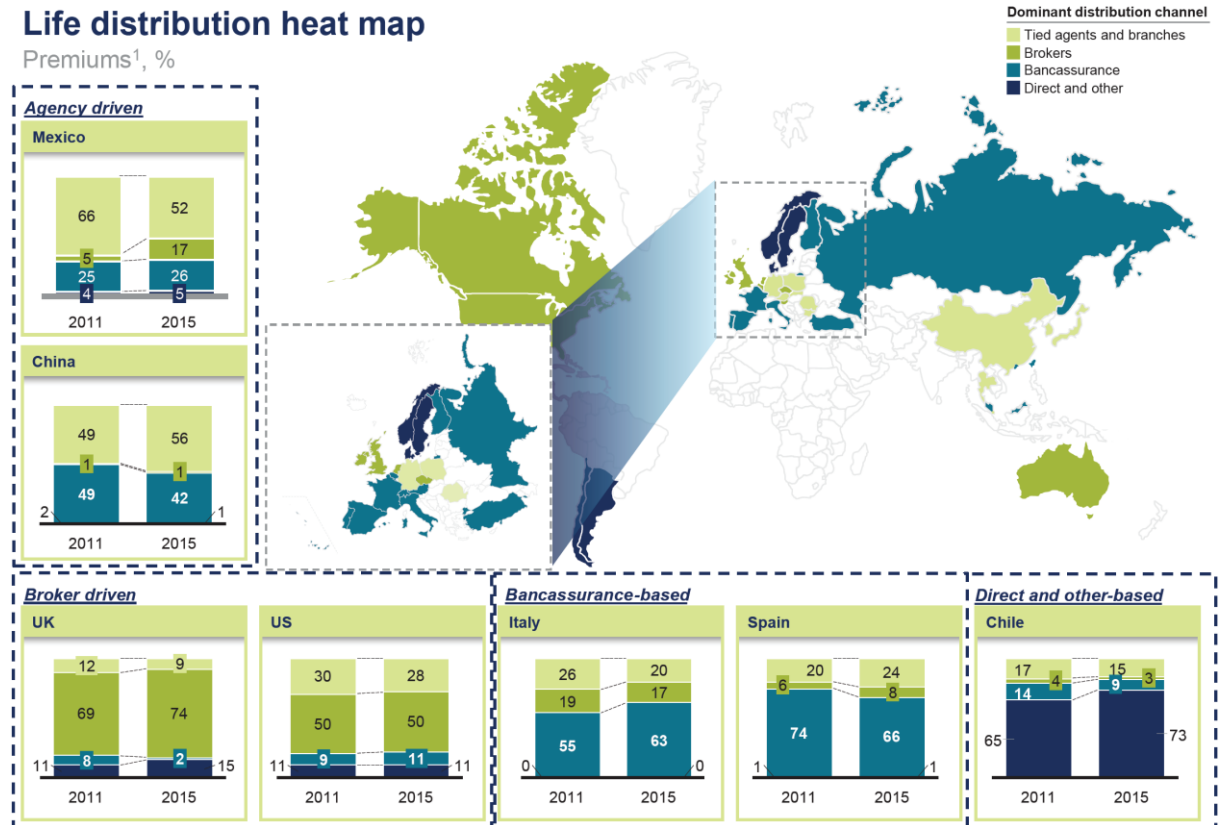 Life distribution heat map
Premiums¹, %
Dominant distribution channel
Tied agents and branches
Brokers
Bancassurance
Direct and other
Agency driven
Mexico
66 52
5 17
25 26
4 5
2011 2015
China
49 56
1 1
49 42
2 1
2011 2015
Broker driven
UK
12 9
69 74
8 2
11 15
2011 2015
US
30 28
50 50
9 11
11 11
2011 2015
Bancassurance-based
Italy
26 20
19 17
55 63
0 0
2011 2015
Spain
20 24
6 8
74 66
1 1
2011 2015
Direct and other-based
Chile
17 15
4 3
14 9
65 73
2011 2015